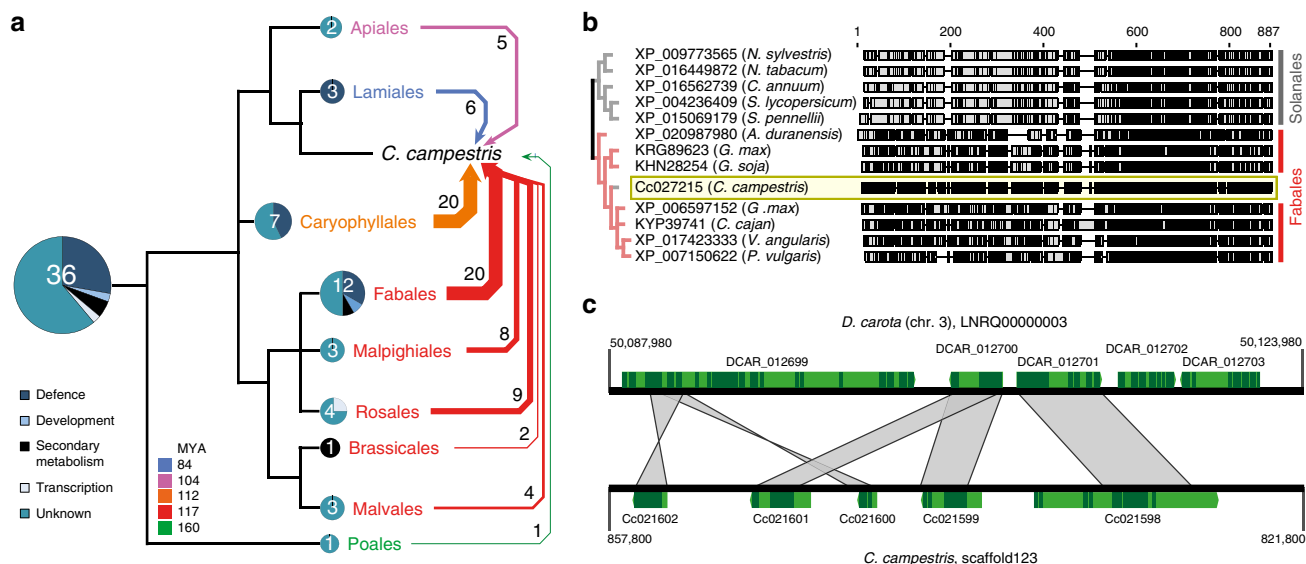 a
2 Apiales
5
3 Lamiales
6
C. campestris
7 Caryophyllales
20
36
12 Fabales
20
3 Malpighiales
8
4 Rosales
9
1 Brassicales
2
3 Malvales
4
1 Poales
1
Defence
Development
Secondary
metabolism
Transcription
Unknown
MYA
84
104
112
117
160
b
1 200 400 600 800 887
XP_009773565 (N. sylvestris)
XP_016449872 (N. tabacum)
XP_016562739 (C. annuum)
XP_004236409 (S. lycopersicum)
XP_015069179 (S. pennellii)
XP_020987980 (A. duranensis)
KRG89623 (G. max)
KHN28254 (G. soja)
Cc027215 (C. campestris)
XP_006597152 (G .max)
KYP39741 (C. cajan)
XP_017423333 (V. angularis)
XP_007150622 (P. vulgaris)
Solanales
Fabales
c
D. carota (chr. 3), LNRQ00000003
50,087,980
50,123,980
DCAR_012699
DCAR_012700
DCAR_012701
DCAR_012702
DCAR_012703
Cc021602
Cc021601
Cc021600
Cc021599
Cc021598
857,800
821,800
C. campestris, scaffold123